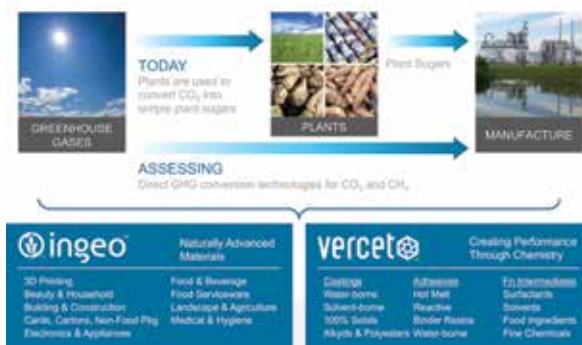 TODAY
Plants are used to
convert CO₂ into
simple plant sugars
Plant Sugars
GREENHOUSE
GASES
PLANTS
MANUFACTURE
ASSESSING
Direct GHG conversion technologies for CO₂ and CH₄
ingeo™
Naturally Advanced
Materials
3D Printing
Beauty & Household
Building & Construction
Cards, Cartons, Non-Food Pkg
Electronics & Appliances
Food & Beverage
Food Serviceware
Landscape & Agriculture
Medical & Hygiene
vercet
Creating Performance
Through Chemistry
Coatings
Water-borne
Solvent-borne
100% Solids
Alkyds & Polyesters
Adhesives
Hot Melt
Reactive
Binder Resins
Water-borne
Fn Intermediates
Surfactants
Solvents
Food Ingredients
Fine Chemicals